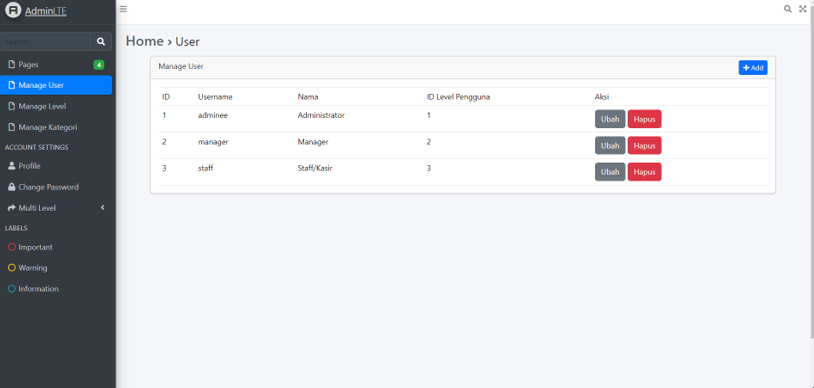 AdminLTE
Search
Pages 4
Manage User
Manage Level
Manage Kategori
ACCOUNT SETTINGS
Profile
Change Password
Multi Level
LABELS
Important
Warning
Information
Home › User
Manage User
+ Add
ID Username Nama ID Level Pengguna Aksi
1 adminee Administrator 1 Ubah Hapus
2 manager Manager 2 Ubah Hapus
3 staff Staff/Kasir 3 Ubah Hapus